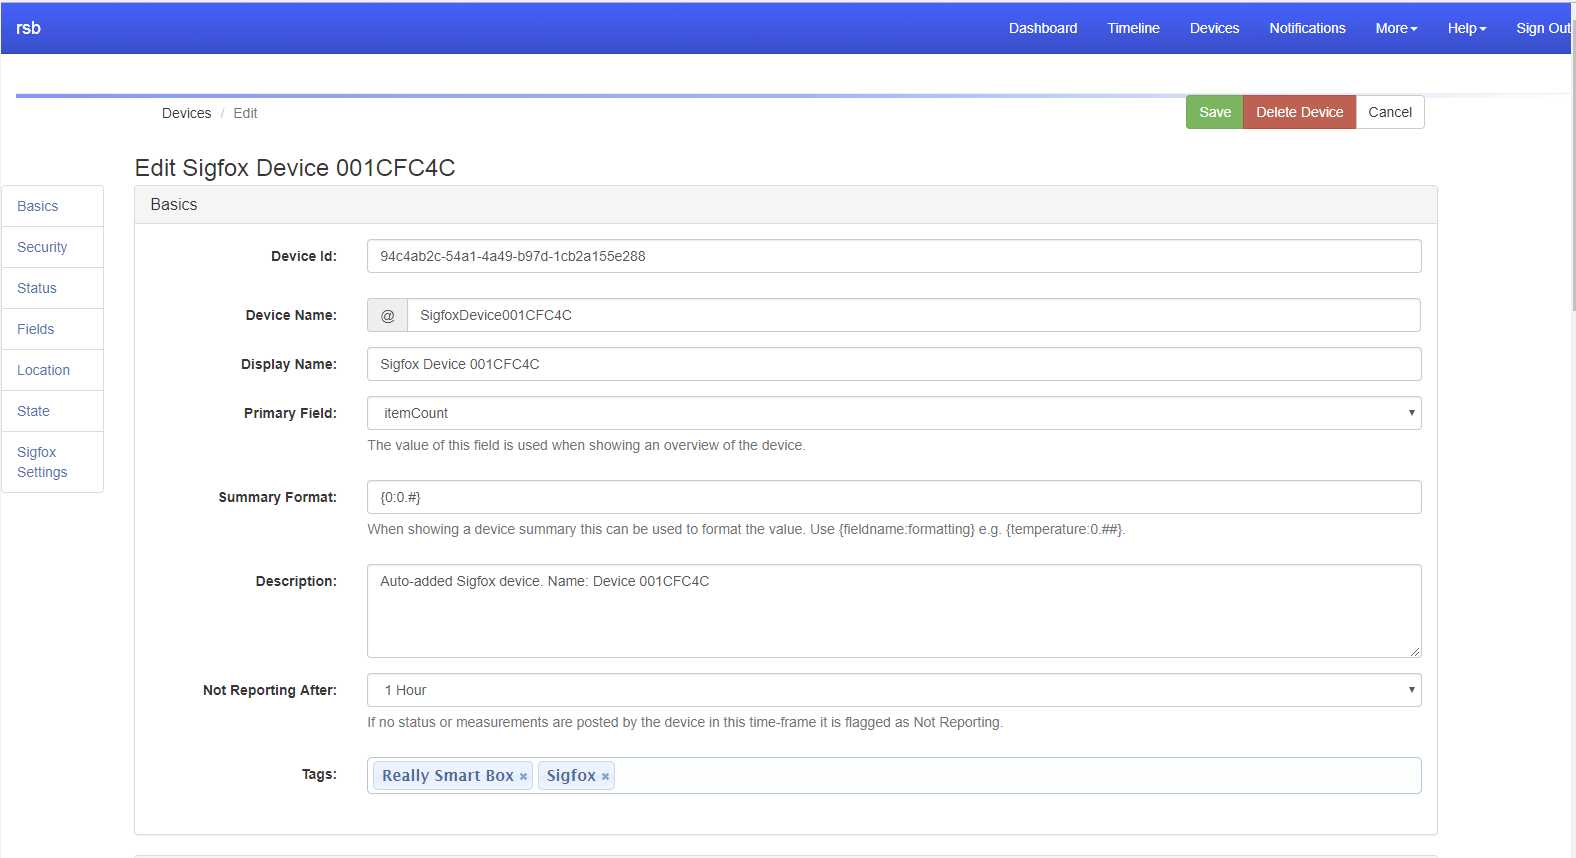 rsb
Dashboard Timeline Devices Notifications More Help Sign Out
Devices / Edit
Save Delete Device Cancel
Edit Sigfox Device 001CFC4C
Basics
Security
Status
Fields
Location
State
Sigfox
Settings
Basics
Device Id: 94c4ab2c-54a1-4a49-b97d-1cb2a155e288
Device Name: @ SigfoxDevice001CFC4C
Display Name: Sigfox Device 001CFC4C
Primary Field: itemCount
The value of this field is used when showing an overview of the device.
Summary Format: {0:0.#}
When showing a device summary this can be used to format the value. Use {fieldname:formatting} e.g. {temperature:0.##}.
Description: Auto-added Sigfox device. Name: Device 001CFC4C
Not Reporting After: 1 Hour
If no status or measurements are posted by the device in this time-frame it is flagged as Not Reporting.
Tags: Really Smart Box × Sigfox ×